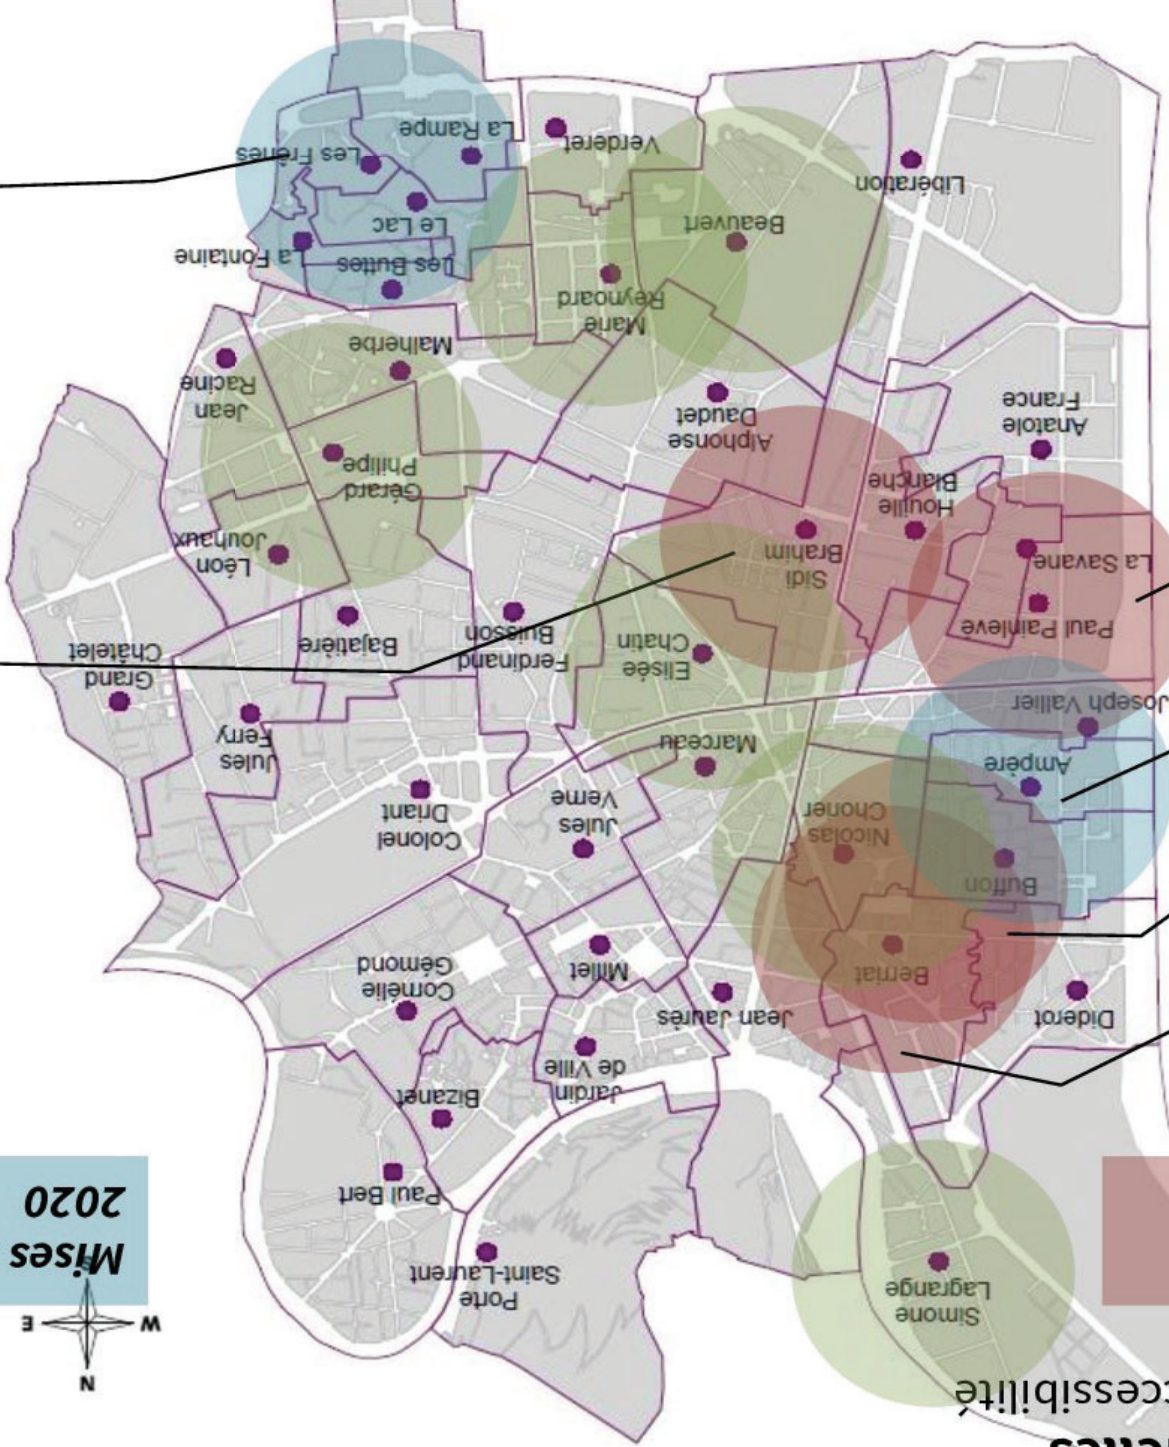 ccessibilité
N
W
E
S
Mises
2020
Simone
Lagrange
Porte
Saint-Laurent
Paul Bert
Bizanet
Jardin
de Ville
Diderot
Jean Jaurès
Cornélie
Gémond
Millet
Berriat
Buffon
Nicolas
Chorier
Jules
Verne
Colonel
Driant
Ampère
Marceau
Jules
Ferry
Joseph Vallier
Grand
Châtelet
Elisée
Chatin
Ferdinand
Buisson
Bajatière
Paul Painlevé
La Savane
Sidi
Brahim
Léon
Jouhaux
Houille
Blanche
Gérard
Philipe
Anatole
France
Alphonse
Daudet
Jean
Racine
Malherbe
Marie
Reynoard
Les Buttes
La Fontaine
Beauvert
Le Lac
Libération
Les Frênes
Verderet
La Rampe